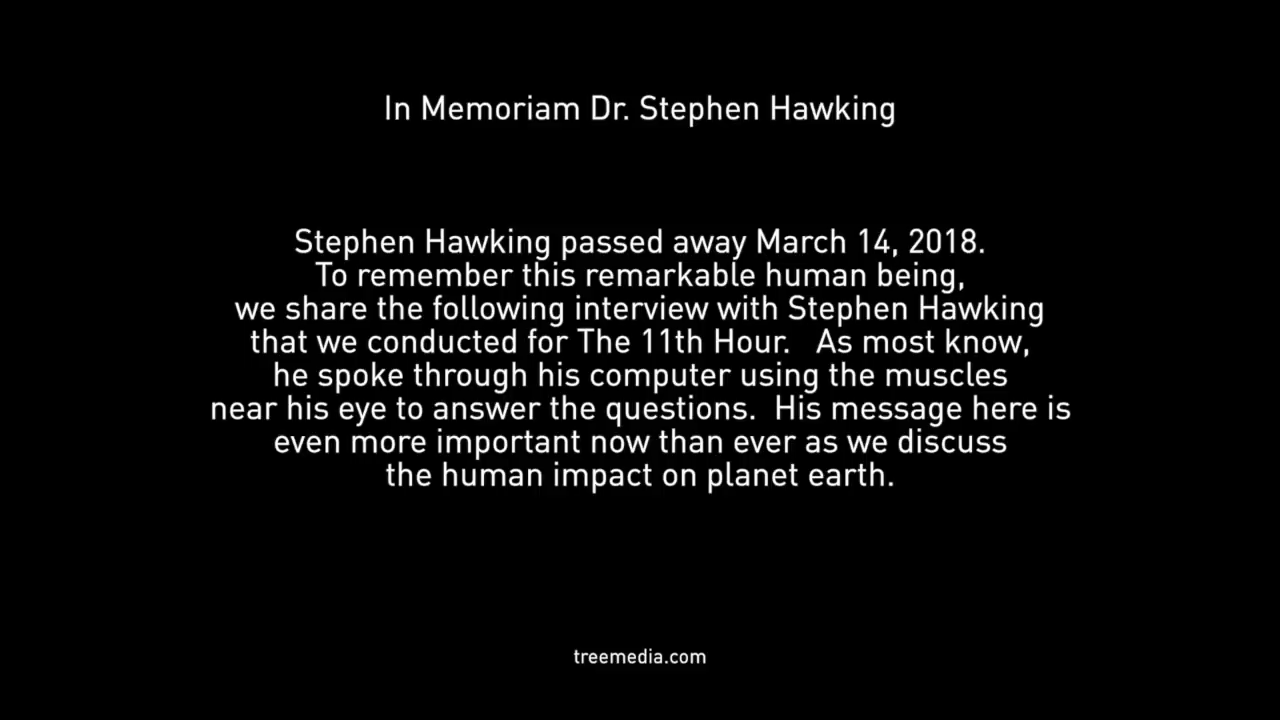 In Memoriam Dr. Stephen Hawking
Stephen Hawking passed away March 14, 2018.
To remember this remarkable human being,
we share the following interview with Stephen Hawking
that we conducted for The 11th Hour.   As most know,
he spoke through his computer using the muscles
near his eye to answer the questions.  His message here is
even more important now than ever as we discuss
the human impact on planet earth.
treemedia.com